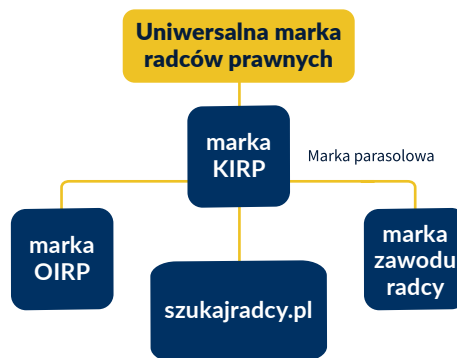 Uniwersalna marka
radców prawnych
marka
KIRP
Marka parasolowa
marka
OIRP
szukajradcy.pl
marka
zawodu
radcy